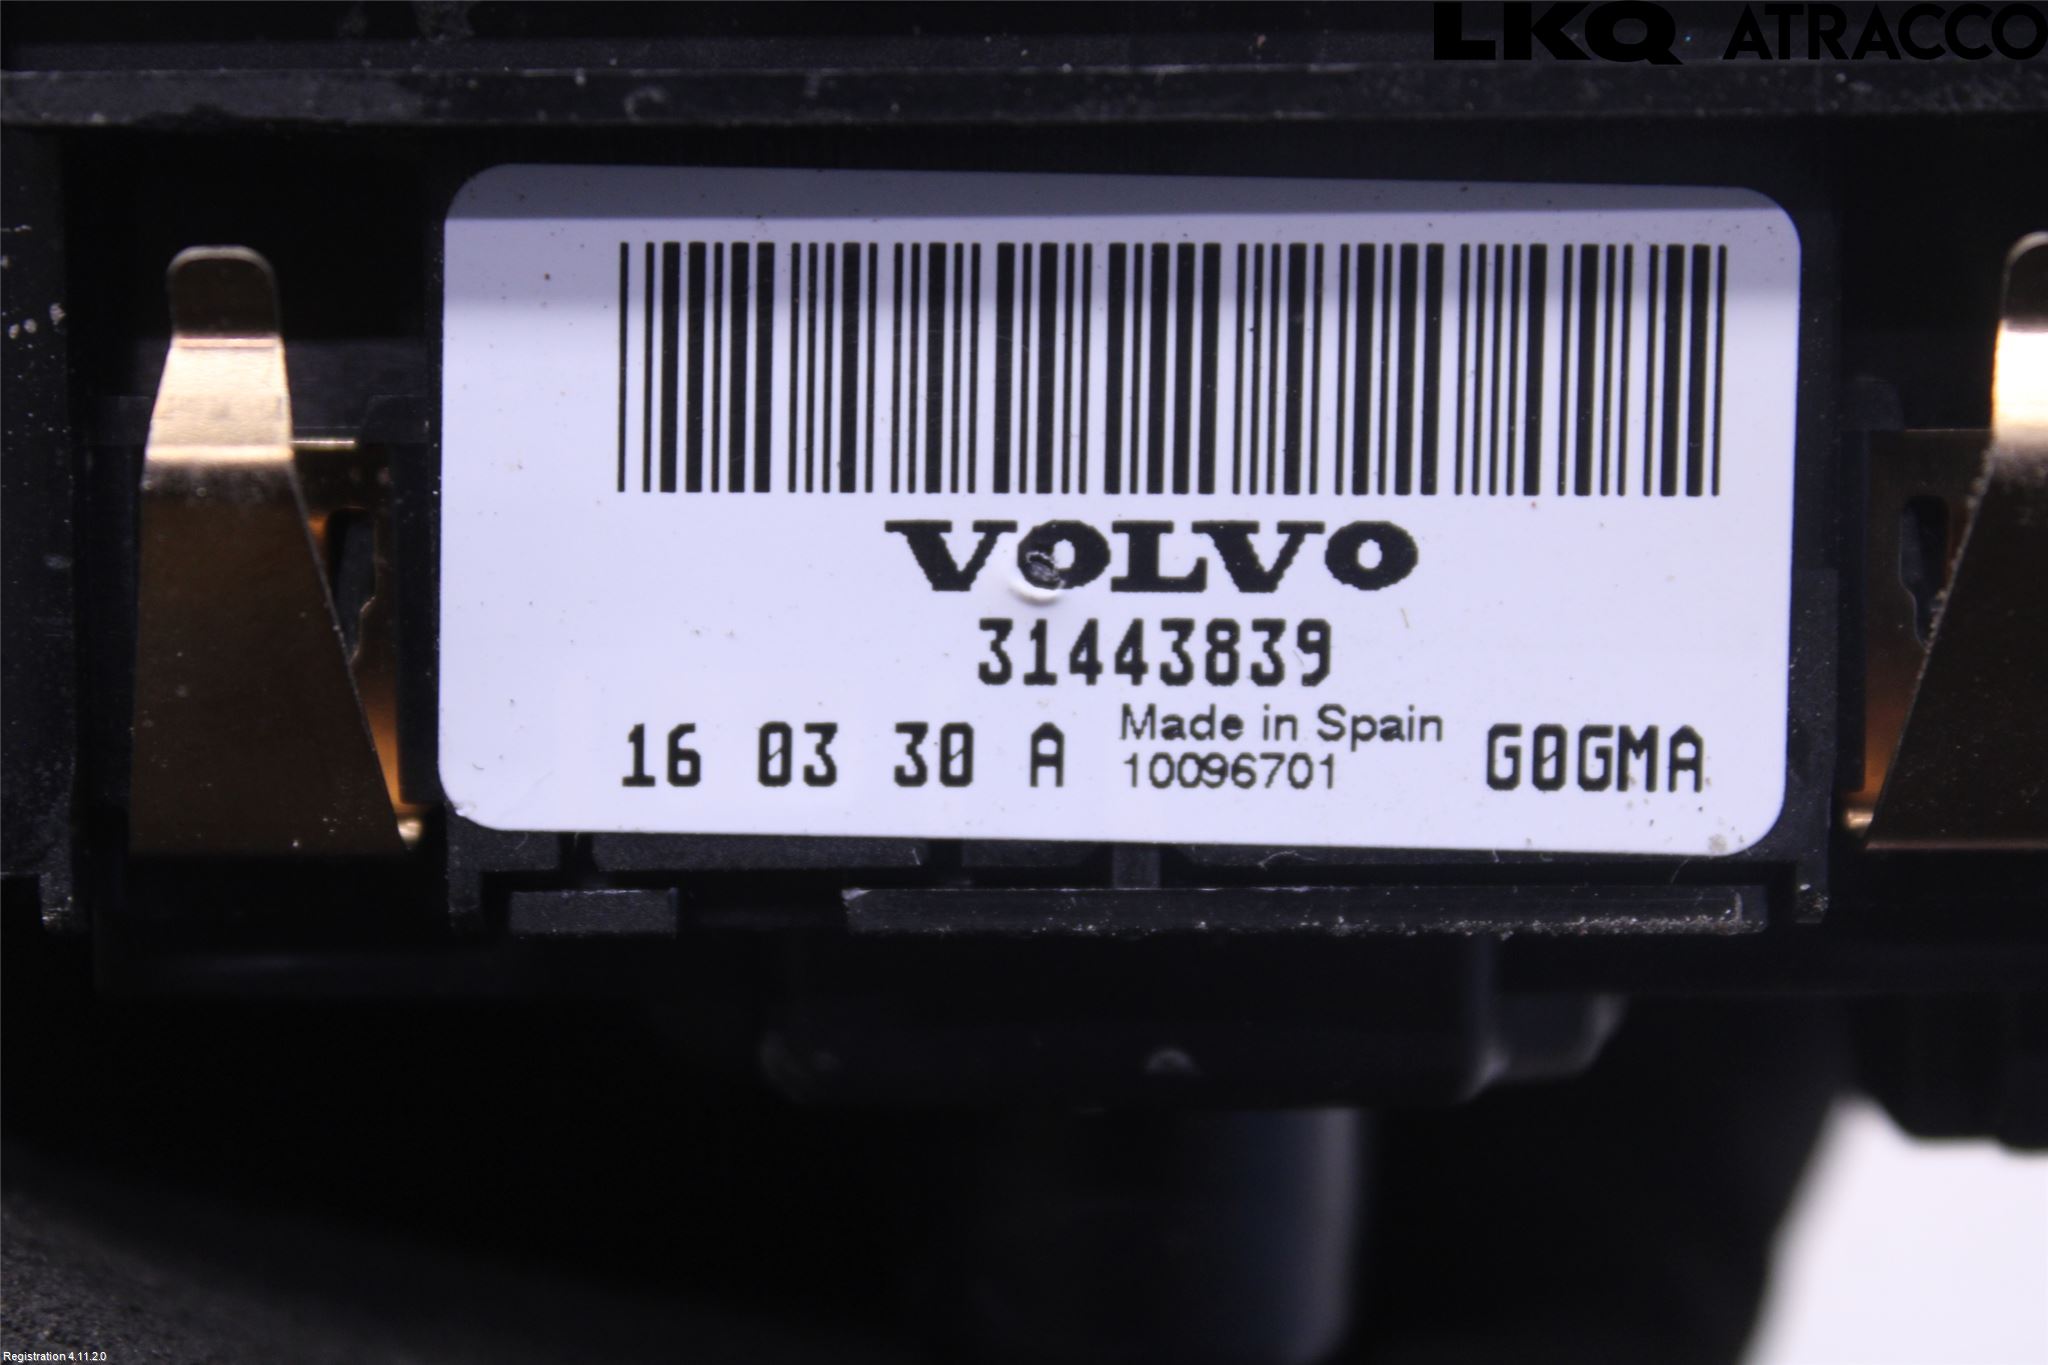 LKQ ATRACCO
VOLVO
31443839
16 03 30 A Made in Spain G0GMA
10096701
Registration 4.11.2.0